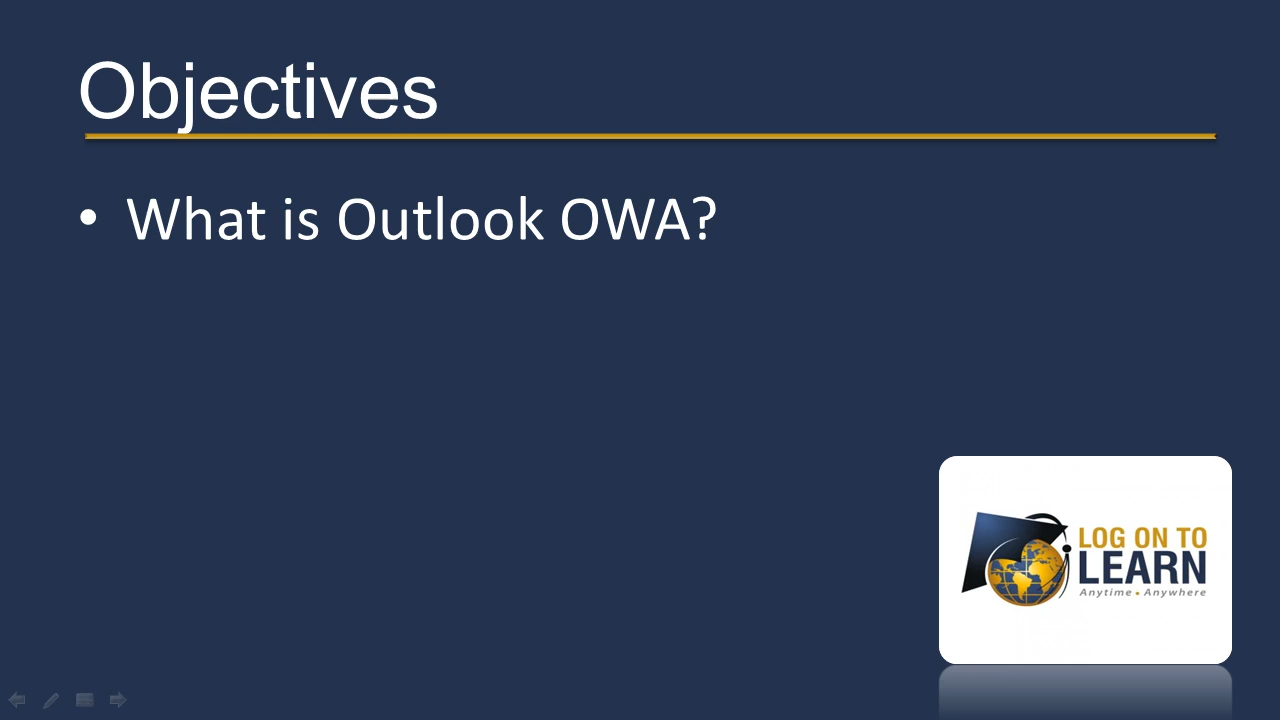 Objectives
• What is Outlook OWA?
LOG ON TO
LEARN
Anytime • Anywhere